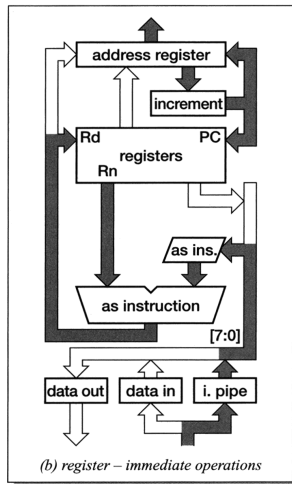 address register
increment
Rd PC
registers
Rn
as ins.
as instruction
[7:0]
data out data in i. pipe
(b) register – immediate operations